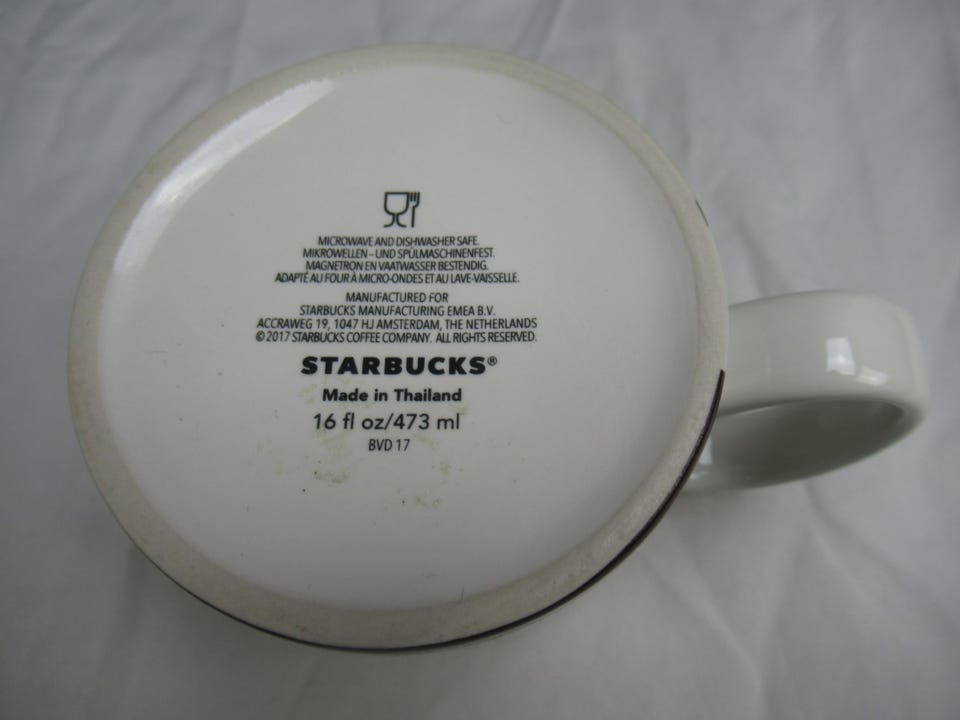 MICROWAVE AND DISHWASHER SAFE.
MIKROWELLEN – UND SPÜLMASCHINENFEST.
MAGNETRON EN VAATWASSER BESTENDIG.
ADAPTÉ AU FOUR À MICRO-ONDES ET AU LAVE-VAISSELLE.
MANUFACTURED FOR
STARBUCKS MANUFACTURING EMEA B.V.
ACCRAWEG 19, 1047 HJ AMSTERDAM, THE NETHERLANDS
©2017 STARBUCKS COFFEE COMPANY. ALL RIGHTS RESERVED.
STARBUCKS®
Made in Thailand
16 fl oz/473 ml
BVD 17